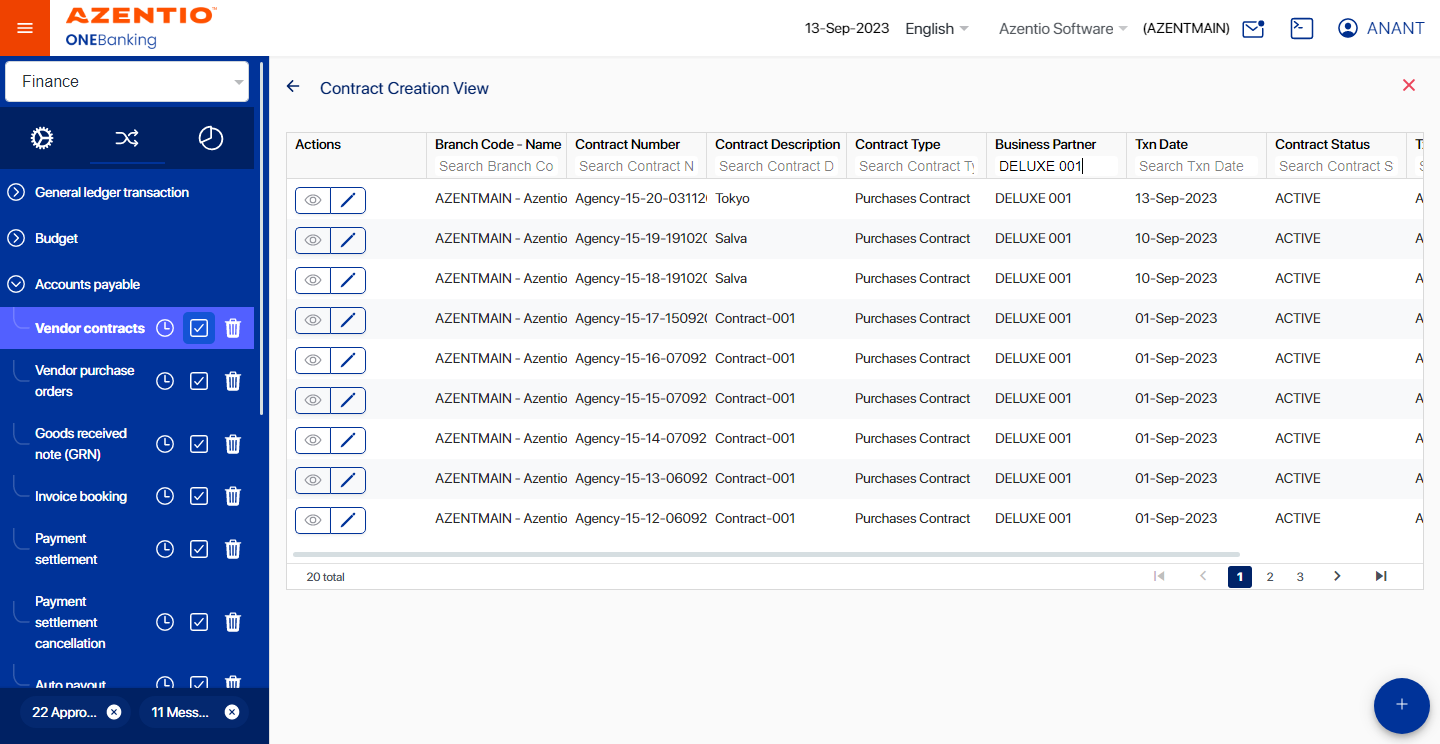 AZENTIO™
ONEBanking
13-Sep-2023 English Azentio Software (AZENTMAIN) ANANT
Finance
General ledger transaction
Budget
Accounts payable
Vendor contracts
Vendor purchase
orders
Goods received
note (GRN)
Invoice booking
Payment
settlement
Payment
settlement
cancellation
Auto payout
22 Appro...
11 Mess...
Contract Creation View
Actions Branch Code - Name Contract Number Contract Description Contract Type Business Partner Txn Date Contract Status
Search Branch Co Search Contract N Search Contract D Search Contract Ty DELUXE 001 Search Txn Date Search Contract S
AZENTMAIN - Azentio Agency-15-20-03112 Tokyo Purchases Contract DELUXE 001 13-Sep-2023 ACTIVE A
AZENTMAIN - Azentio Agency-15-19-19102 Salva Purchases Contract DELUXE 001 10-Sep-2023 ACTIVE A
AZENTMAIN - Azentio Agency-15-18-19102 Salva Purchases Contract DELUXE 001 10-Sep-2023 ACTIVE A
AZENTMAIN - Azentio Agency-15-17-15092 Contract-001 Purchases Contract DELUXE 001 01-Sep-2023 ACTIVE A
AZENTMAIN - Azentio Agency-15-16-07092 Contract-001 Purchases Contract DELUXE 001 01-Sep-2023 ACTIVE A
AZENTMAIN - Azentio Agency-15-15-07092 Contract-001 Purchases Contract DELUXE 001 01-Sep-2023 ACTIVE A
AZENTMAIN - Azentio Agency-15-14-07092 Contract-001 Purchases Contract DELUXE 001 01-Sep-2023 ACTIVE A
AZENTMAIN - Azentio Agency-15-13-06092 Contract-001 Purchases Contract DELUXE 001 01-Sep-2023 ACTIVE A
AZENTMAIN - Azentio Agency-15-12-06092 Contract-001 Purchases Contract DELUXE 001 01-Sep-2023 ACTIVE A
20 total 1 2 3